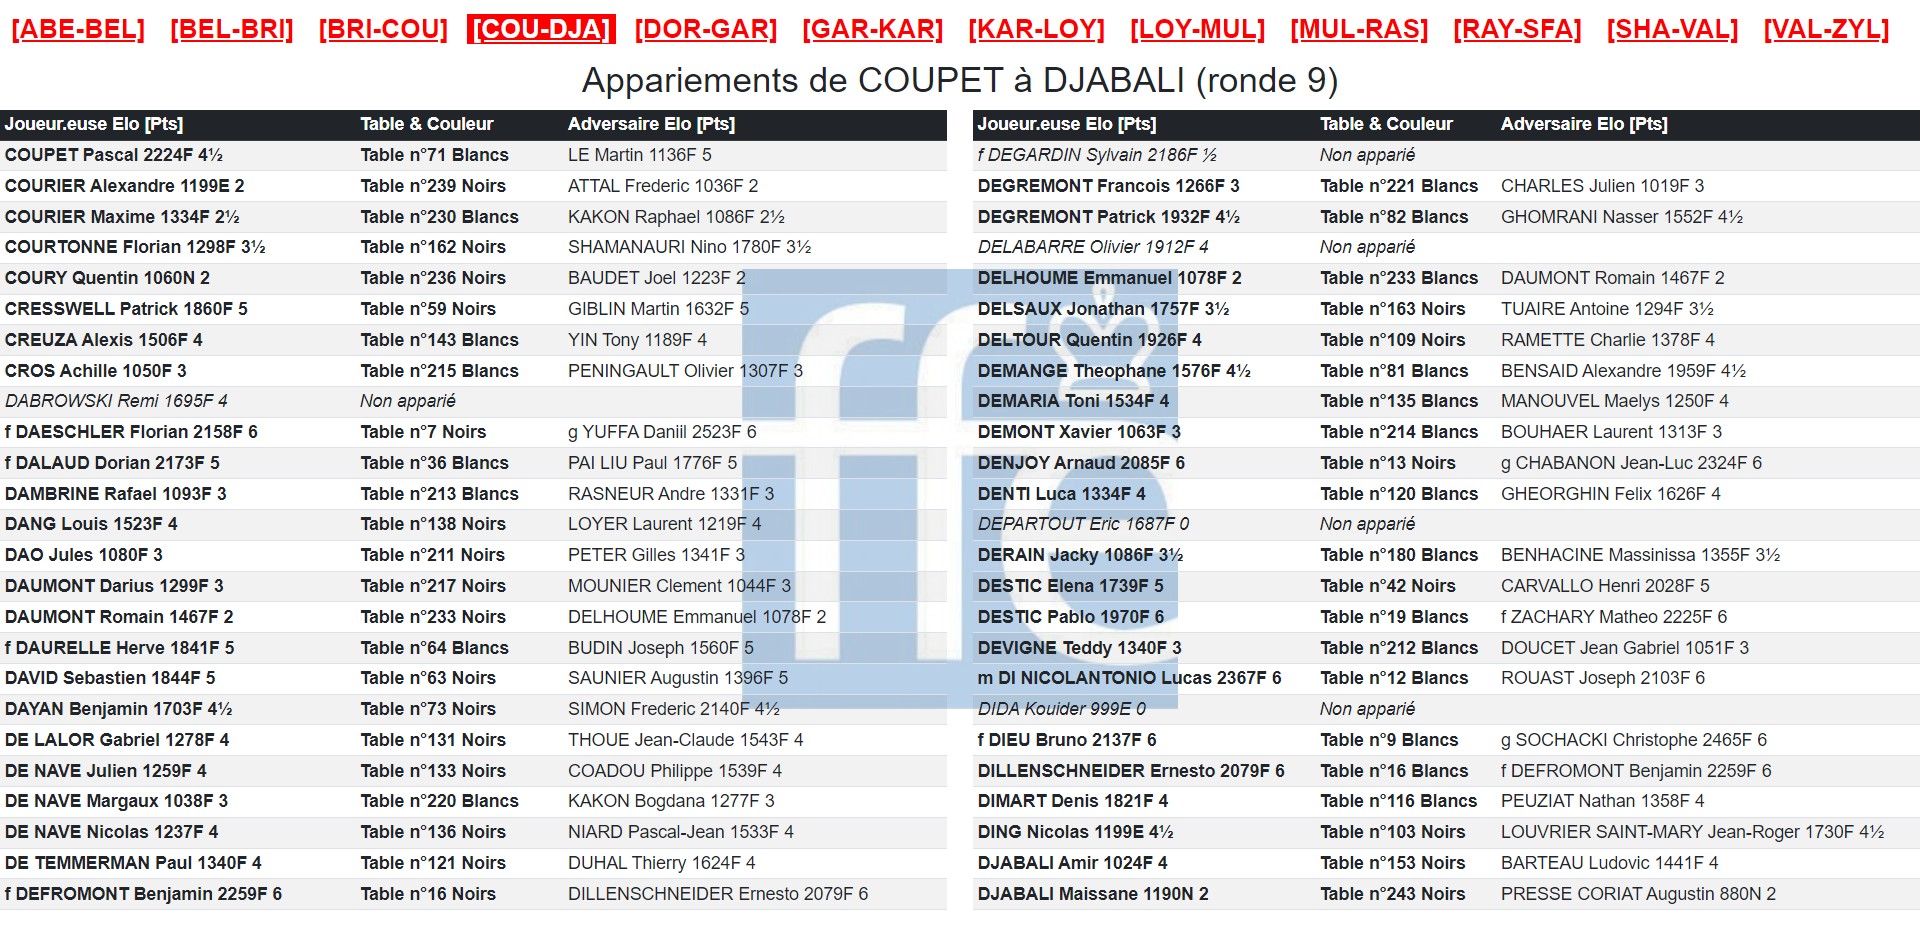 [ABE-BEL] [BEL-BRI] [BRI-COU] [COU-DJA] [DOR-GAR] [GAR-KAR] [KAR-LOY] [LOY-MUL] [MUL-RAS] [RAY-SFA] [SHA-VAL] [VAL-ZYL]
Appariements de COUPET à DJABALI (ronde 9)
Joueur.euse Elo [Pts] Table & Couleur Adversaire Elo [Pts]
COUPET Pascal 2224F 4½ Table n°71 Blancs LE Martin 1136F 5
COURIER Alexandre 1199E 2 Table n°239 Noirs ATTAL Frederic 1036F 2
COURIER Maxime 1334F 2½ Table n°230 Blancs KAKON Raphael 1086F 2½
COURTONNE Florian 1298F 3½ Table n°162 Noirs SHAMANAURI Nino 1780F 3½
COURY Quentin 1060N 2 Table n°236 Noirs BAUDET Joel 1223F 2
CRESSWELL Patrick 1860F 5 Table n°59 Noirs GIBLIN Martin 1632F 5
CREUZA Alexis 1506F 4 Table n°143 Blancs YIN Tony 1189F 4
CROS Achille 1050F 3 Table n°215 Blancs PENINGAULT Olivier 1307F 3
DABROWSKI Remi 1695F 4 Non apparié
f DAESCHLER Florian 2158F 6 Table n°7 Noirs g YUFFA Daniil 2523F 6
f DALAUD Dorian 2173F 5 Table n°36 Blancs PAI LIU Paul 1776F 5
DAMBRINE Rafael 1093F 3 Table n°213 Blancs RASNEUR Andre 1331F 3
DANG Louis 1523F 4 Table n°138 Noirs LOYER Laurent 1219F 4
DAO Jules 1080F 3 Table n°211 Noirs PETER Gilles 1341F 3
DAUMONT Darius 1299F 3 Table n°217 Noirs MOUNIER Clement 1044F 3
DAUMONT Romain 1467F 2 Table n°233 Noirs DELHOUME Emmanuel 1078F 2
f DAURELLE Herve 1841F 5 Table n°64 Blancs BUDIN Joseph 1560F 5
DAVID Sebastien 1844F 5 Table n°63 Noirs SAUNIER Augustin 1396F 5
DAYAN Benjamin 1703F 4½ Table n°73 Noirs SIMON Frederic 2140F 4½
DE LALOR Gabriel 1278F 4 Table n°131 Noirs THOUE Jean-Claude 1543F 4
DE NAVE Julien 1259F 4 Table n°133 Noirs COADOU Philippe 1539F 4
DE NAVE Margaux 1038F 3 Table n°220 Blancs KAKON Bogdana 1277F 3
DE NAVE Nicolas 1237F 4 Table n°136 Noirs NIARD Pascal-Jean 1533F 4
DE TEMMERMAN Paul 1340F 4 Table n°121 Noirs DUHAL Thierry 1624F 4
f DEFROMONT Benjamin 2259F 6 Table n°16 Noirs DILLENSCHNEIDER Ernesto 2079F 6
Joueur.euse Elo [Pts] Table & Couleur Adversaire Elo [Pts]
f DEGARDIN Sylvain 2186F ½ Non apparié
DEGREMONT Francois 1266F 3 Table n°221 Blancs CHARLES Julien 1019F 3
DEGREMONT Patrick 1932F 4½ Table n°82 Blancs GHOMRANI Nasser 1552F 4½
DELABARRE Olivier 1912F 4 Non apparié
DELHOUME Emmanuel 1078F 2 Table n°233 Blancs DAUMONT Romain 1467F 2
DELSAUX Jonathan 1757F 3½ Table n°163 Noirs TUAIRE Antoine 1294F 3½
DELTOUR Quentin 1926F 4 Table n°109 Noirs RAMETTE Charlie 1378F 4
DEMANGE Theophane 1576F 4½ Table n°81 Blancs BENSAID Alexandre 1959F 4½
DEMARIA Toni 1534F 4 Table n°135 Blancs MANOUVEL Maelys 1250F 4
DEMONT Xavier 1063F 3 Table n°214 Blancs BOUHAER Laurent 1313F 3
DENJOY Arnaud 2085F 6 Table n°13 Noirs g CHABANON Jean-Luc 2324F 6
DENTI Luca 1334F 4 Table n°120 Blancs GHEORGHIN Felix 1626F 4
DEPARTOUT Eric 1687F 0 Non apparié
DERAIN Jacky 1086F 3½ Table n°180 Blancs BENHACINE Massinissa 1355F 3½
DESTIC Elena 1739F 5 Table n°42 Noirs CARVALLO Henri 2028F 5
DESTIC Pablo 1970F 6 Table n°19 Blancs f ZACHARY Matheo 2225F 6
DEVIGNE Teddy 1340F 3 Table n°212 Blancs DOUCET Jean Gabriel 1051F 3
m DI NICOLANTONIO Lucas 2367F 6 Table n°12 Blancs ROUAST Joseph 2103F 6
DIDA Kouider 999E 0 Non apparié
f DIEU Bruno 2137F 6 Table n°9 Blancs g SOCHACKI Christophe 2465F 6
DILLENSCHNEIDER Ernesto 2079F 6 Table n°16 Blancs f DEFROMONT Benjamin 2259F 6
DIMART Denis 1821F 4 Table n°116 Blancs PEUZIAT Nathan 1358F 4
DING Nicolas 1199E 4½ Table n°103 Noirs LOUVRIER SAINT-MARY Jean-Roger 1730F 4½
DJABALI Amir 1024F 4 Table n°153 Noirs BARTEAU Ludovic 1441F 4
DJABALI Maissane 1190N 2 Table n°243 Noirs PRESSE CORIAT Augustin 880N 2
ffe